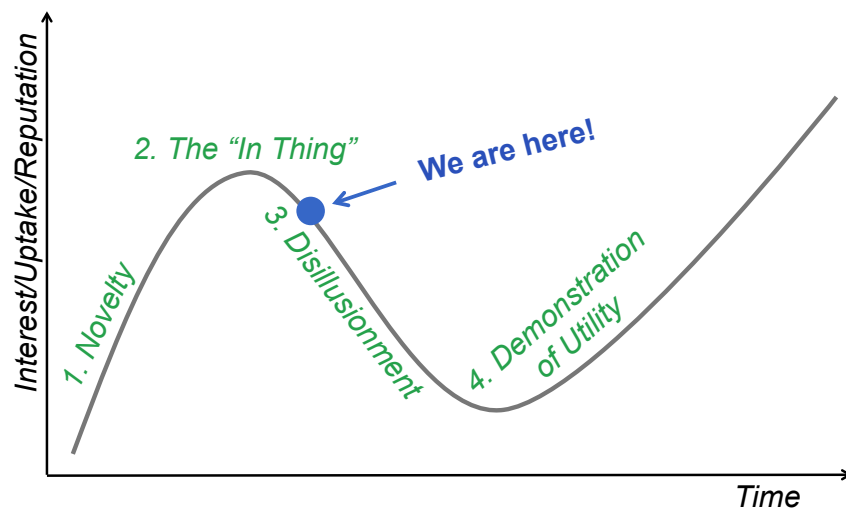 Interest/Uptake/Reputation
2. The “In Thing”
We are here!
1. Novelty
3. Disillusionment
4. Demonstration
of Utility
Time